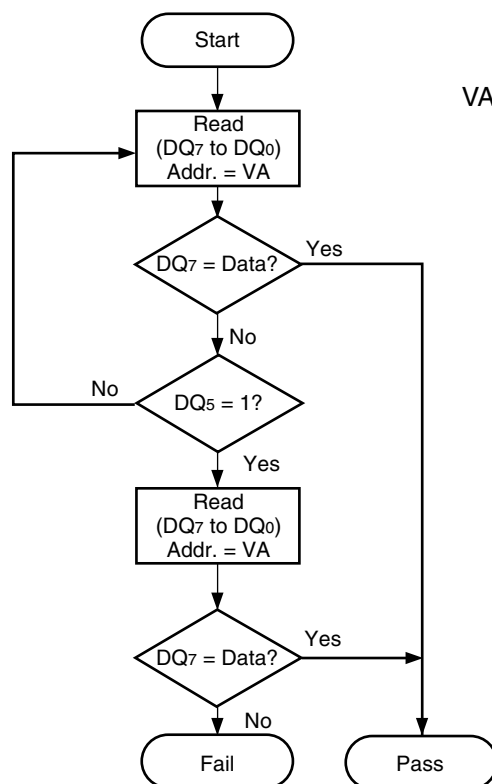 Start
VA
Read
(DQ7 to DQ0)
Addr. = VA
DQ7 = Data?
Yes
No
No
DQ5 = 1?
Yes
Read
(DQ7 to DQ0)
Addr. = VA
DQ7 = Data?
Yes
No
Fail
Pass